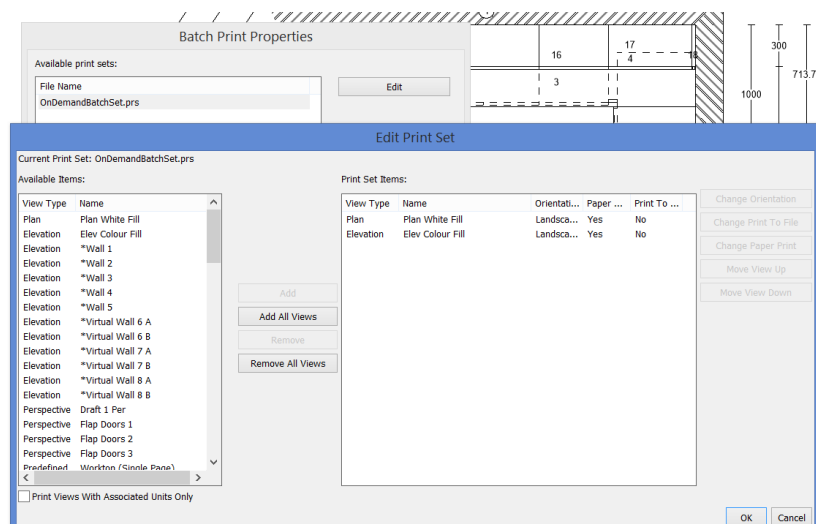 Batch Print Properties
Available print sets:
File Name
OnDemandBatchSet.prs
Edit
16
17
4
18
3
300
713.7
1000
Edit Print Set
Current Print Set: OnDemandBatchSet.prs
Available Items:
View Type Name
Plan Plan White Fill
Elevation Elev Colour Fill
Elevation *Wall 1
Elevation *Wall 2
Elevation *Wall 3
Elevation *Wall 4
Elevation *Wall 5
Elevation *Virtual Wall 6 A
Elevation *Virtual Wall 6 B
Elevation *Virtual Wall 7 A
Elevation *Virtual Wall 7 B
Elevation *Virtual Wall 8 A
Elevation *Virtual Wall 8 B
Perspective Draft 1 Per
Perspective Flap Doors 1
Perspective Flap Doors 2
Perspective Flap Doors 3
Predefined Worktop (Single Page)
Print Views With Associated Units Only
Add
Add All Views
Remove
Remove All Views
Print Set Items:
View Type Name Orientati... Paper ... Print To ...
Plan Plan White Fill Landsca... Yes No
Elevation Elev Colour Fill Landsca... Yes No
Change Orientation
Change Print To File
Change Paper Print
Move View Up
Move View Down
OK Cancel